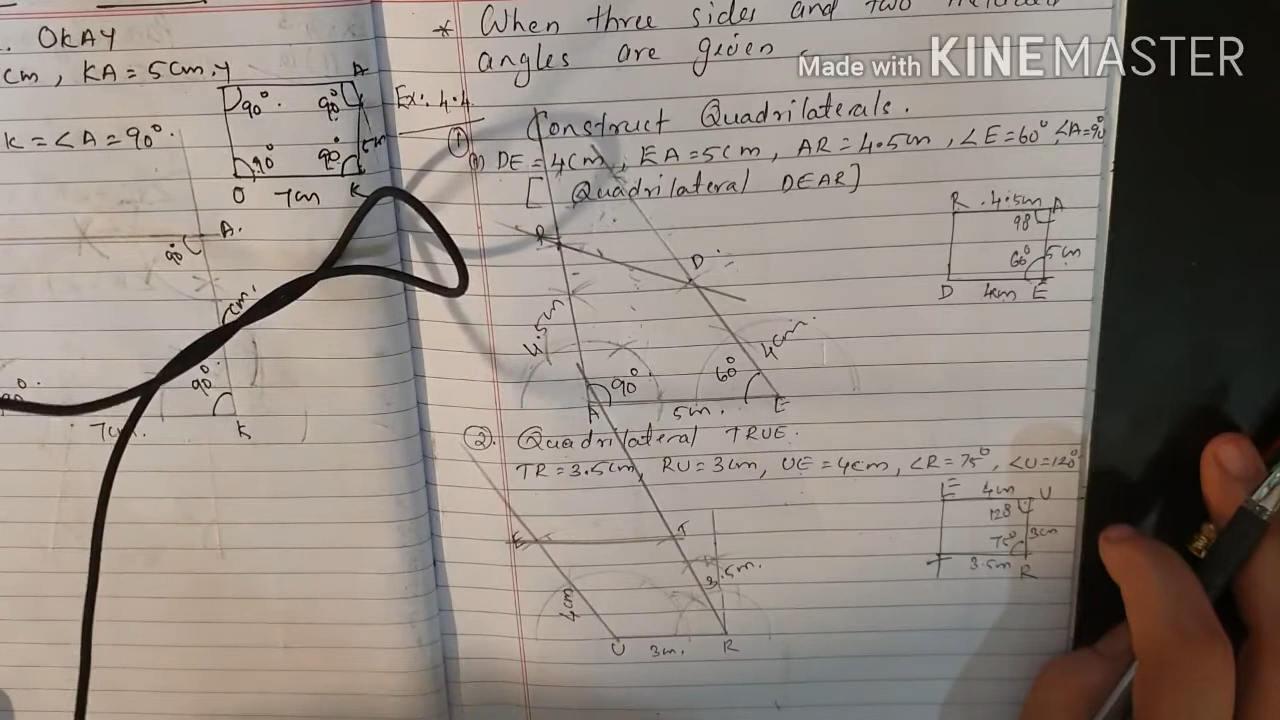 OKAY
cm, KA = 5cm, Y
K = ∠A = 90°.
90°. 90°
90° 90° 5cm
O 7cm K
A.
90°
cm.
90°
7cm.
K
* When three sides and two included
angles are given.
Made with KINEMASTER
Ex: 4.4
Construct Quadrilaterals.
① (i) DE = 4cm, EA = 5cm, AR = 4.5cm, ∠E = 60°, ∠A = 90°
[Quadrilateral DEAR]
R 4.5cm A
60° 5cm
D 4cm E
R
D
4.5cm
4cm.
90° 60°
A 5cm. E
②. Quadrilateral TRUE.
TR = 3.5cm, RU = 3cm, UE = 4cm, ∠R = 75°, ∠U = 120°
E 4cm U
75° 3cm
T 3.5cm R
E T
3.5cm.
4cm
U 3cm. R